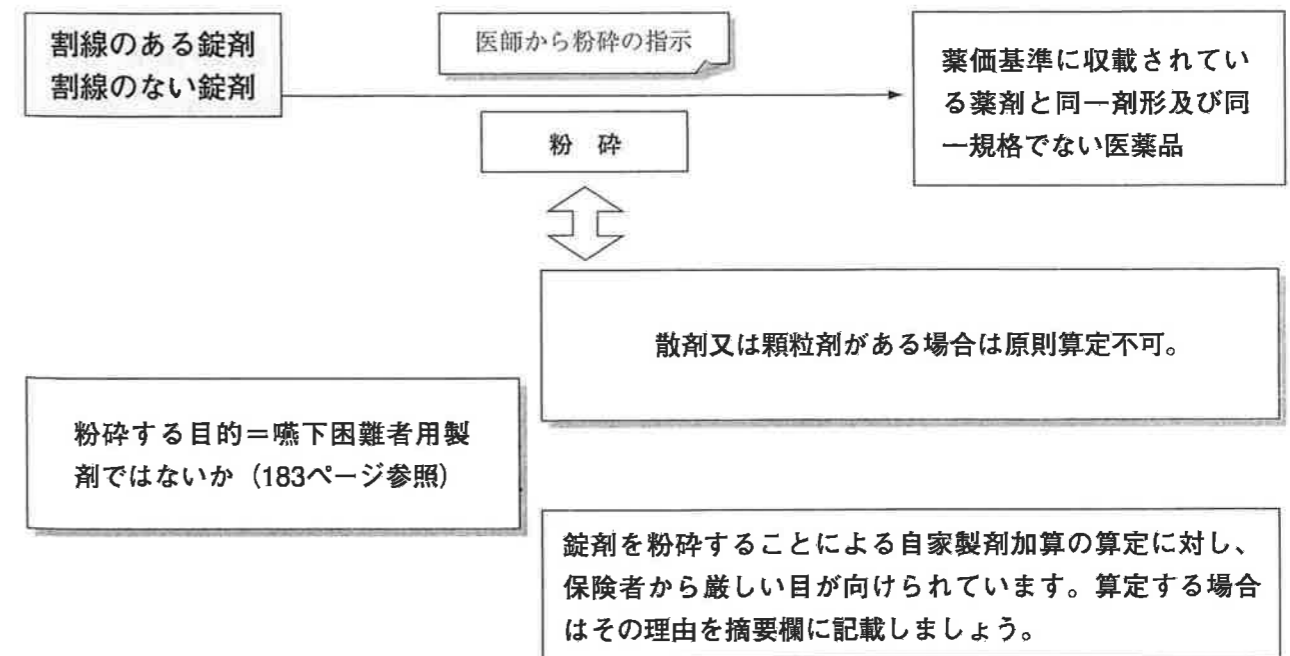 割線のある錠剤
割線のない錠剤
医師から粉砕の指示
粉 砕
薬価基準に収載されてい
る薬剤と同一剤形及び同
一規格でない医薬品
散剤又は顆粒剤がある場合は原則算定不可。
粉砕する目的＝嚥下困難者用製
剤ではないか（183ページ参照）
錠剤を粉砕することによる自家製剤加算の算定に対し、
保険者から厳しい目が向けられています。算定する場合
はその理由を摘要欄に記載しましょう。